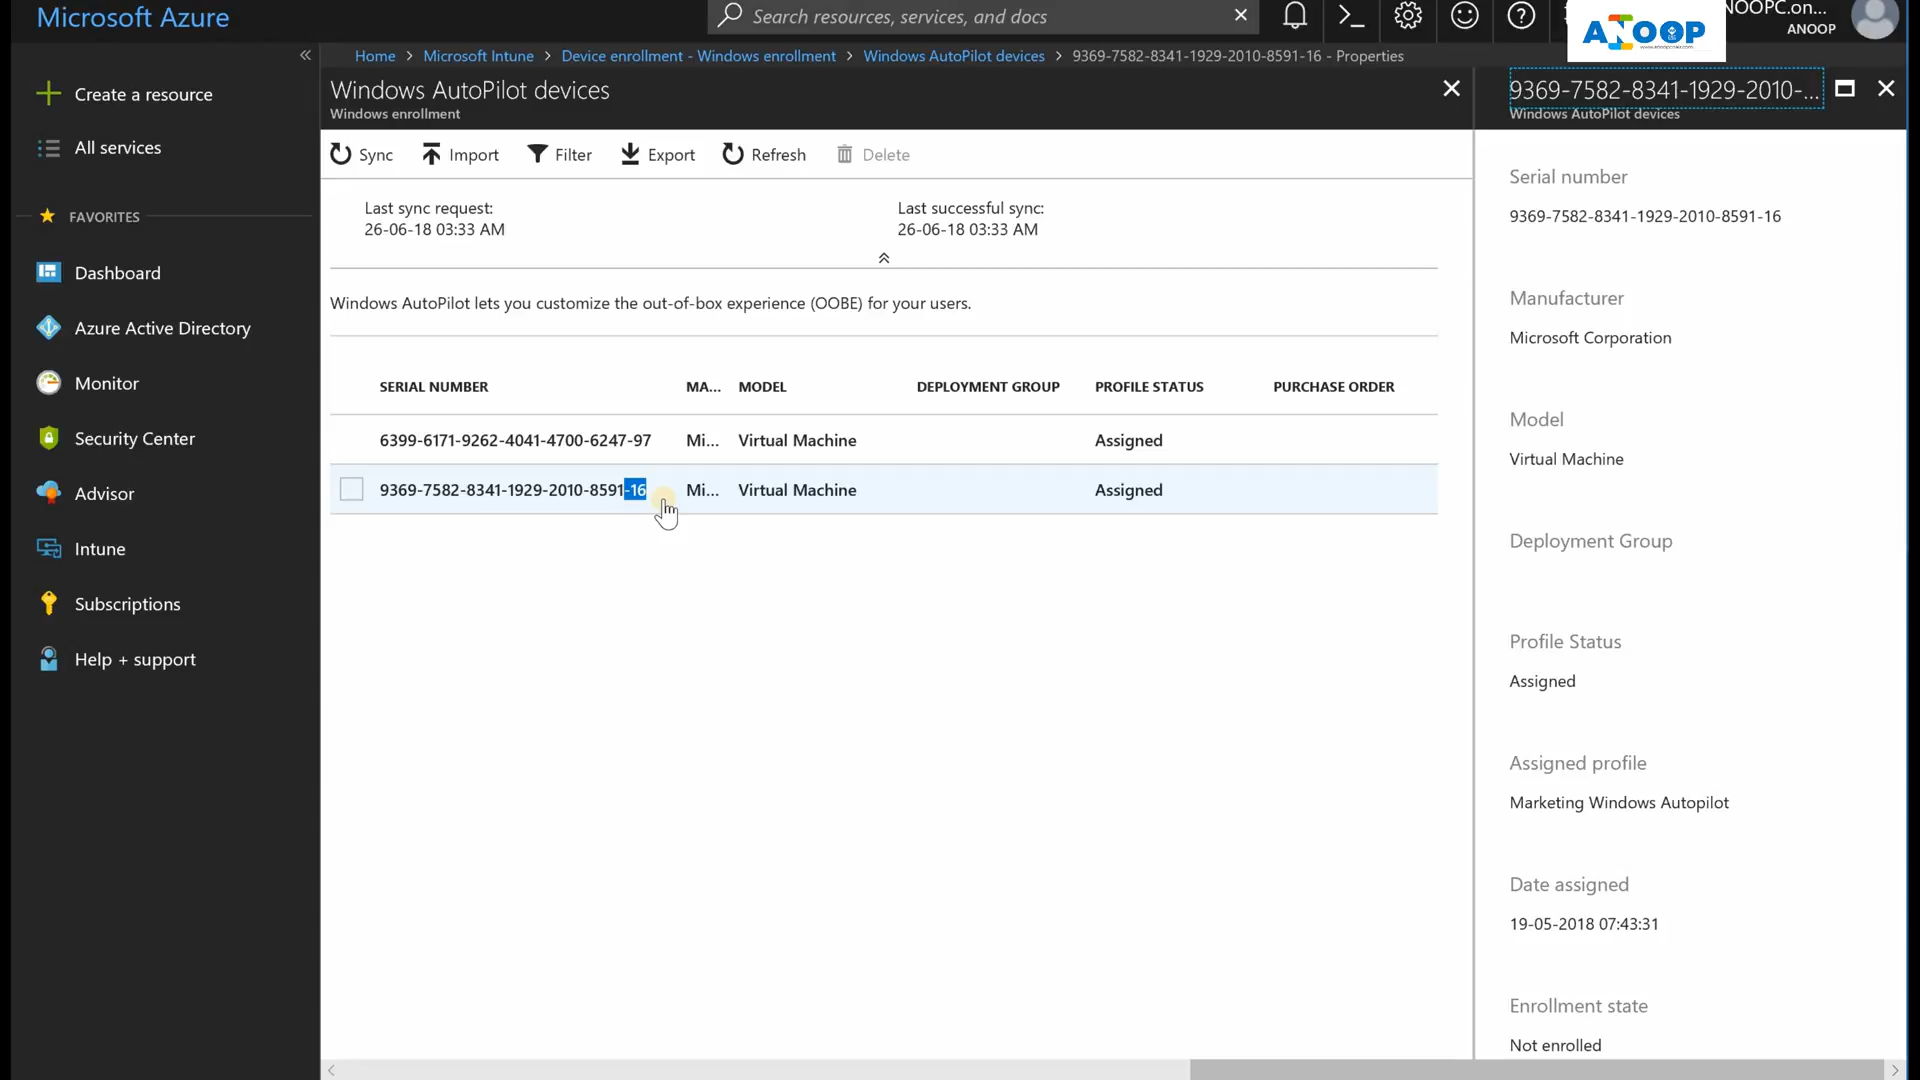 Microsoft Azure
Search resources, services, and docs
NOOPC.on...
ANOOP
ANOOP
Home > Microsoft Intune > Device enrollment - Windows enrollment > Windows AutoPilot devices > 9369-7582-8341-1929-2010-8591-16 - Properties
Create a resource
All services
FAVORITES
Dashboard
Azure Active Directory
Monitor
Security Center
Advisor
Intune
Subscriptions
Help + support
Windows AutoPilot devices
Windows enrollment
Sync Import Filter Export Refresh Delete
Last sync request:
26-06-18 03:33 AM
Last successful sync:
26-06-18 03:33 AM
Windows AutoPilot lets you customize the out-of-box experience (OOBE) for your users.
SERIAL NUMBER MA... MODEL DEPLOYMENT GROUP PROFILE STATUS PURCHASE ORDER
6399-6171-9262-4041-4700-6247-97 Mi... Virtual Machine Assigned
9369-7582-8341-1929-2010-8591-16 Mi... Virtual Machine Assigned
9369-7582-8341-1929-2010-...
Windows AutoPilot devices
Serial number
9369-7582-8341-1929-2010-8591-16
Manufacturer
Microsoft Corporation
Model
Virtual Machine
Deployment Group
Profile Status
Assigned
Assigned profile
Marketing Windows Autopilot
Date assigned
19-05-2018 07:43:31
Enrollment state
Not enrolled